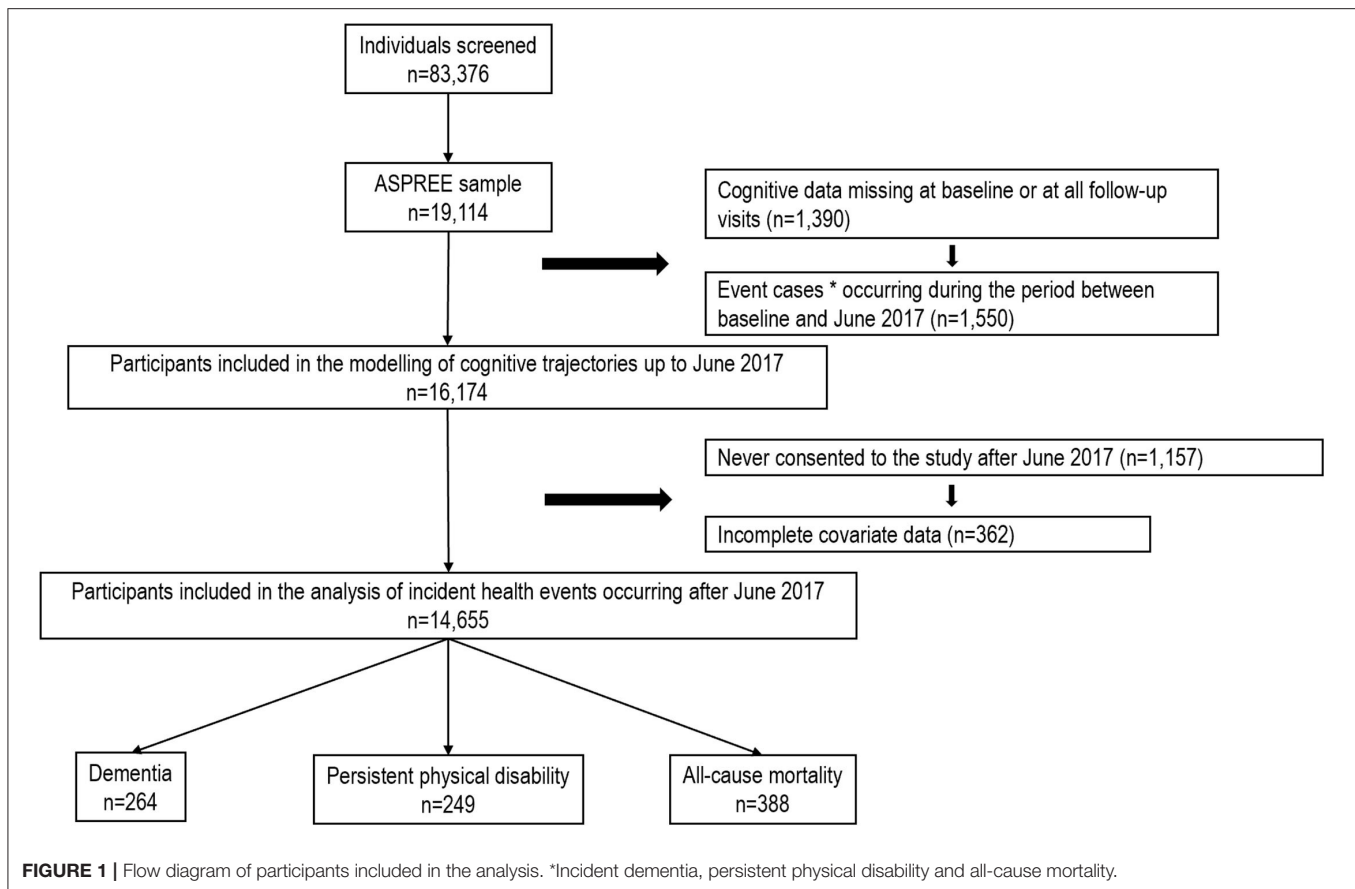 Individuals screened
n=83,376
ASPREE sample
n=19,114
Cognitive data missing at baseline or at all follow-up
visits (n=1,390)
Event cases * occurring during the period between
baseline and June 2017 (n=1,550)
Participants included in the modelling of cognitive trajectories up to June 2017
n=16,174
Never consented to the study after June 2017 (n=1,157)
Incomplete covariate data (n=362)
Participants included in the analysis of incident health events occurring after June 2017
n=14,655
Dementia
n=264
Persistent physical disability
n=249
All-cause mortality
n=388
FIGURE 1 | Flow diagram of participants included in the analysis. *Incident dementia, persistent physical disability and all-cause mortality.